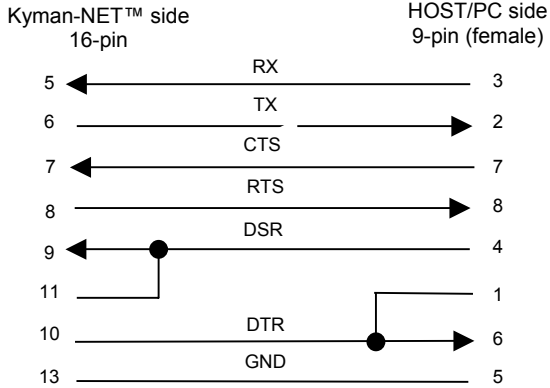 Kyman-NET™ side HOST/PC side
16-pin 9-pin (female)
5 RX 3
6 TX 2
7 CTS 7
8 RTS 8
9 DSR 4
11 1
10 DTR 6
13 GND 5